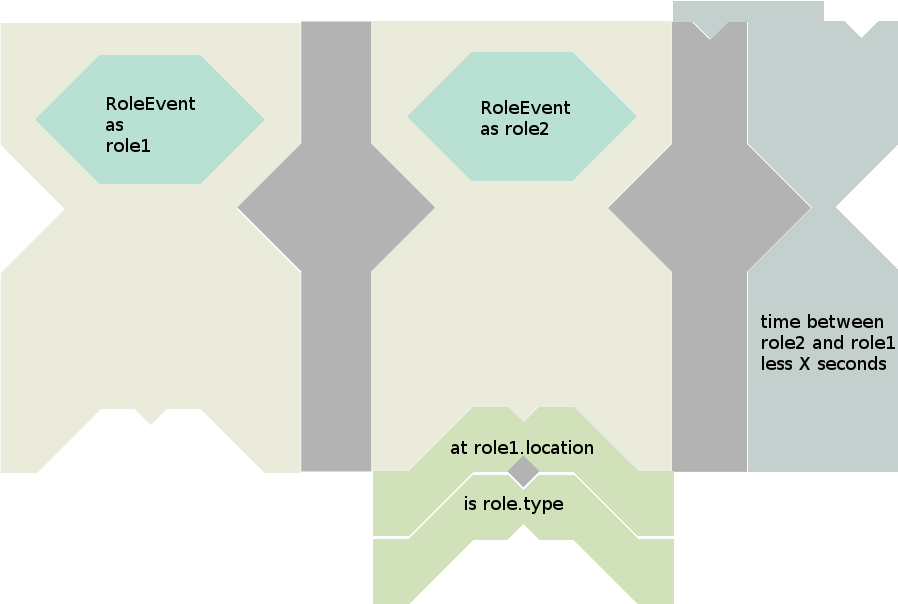 RoleEvent
as
role1
RoleEvent
as role2
time between
role2 and role1
less X seconds
at role1.location
is role.type